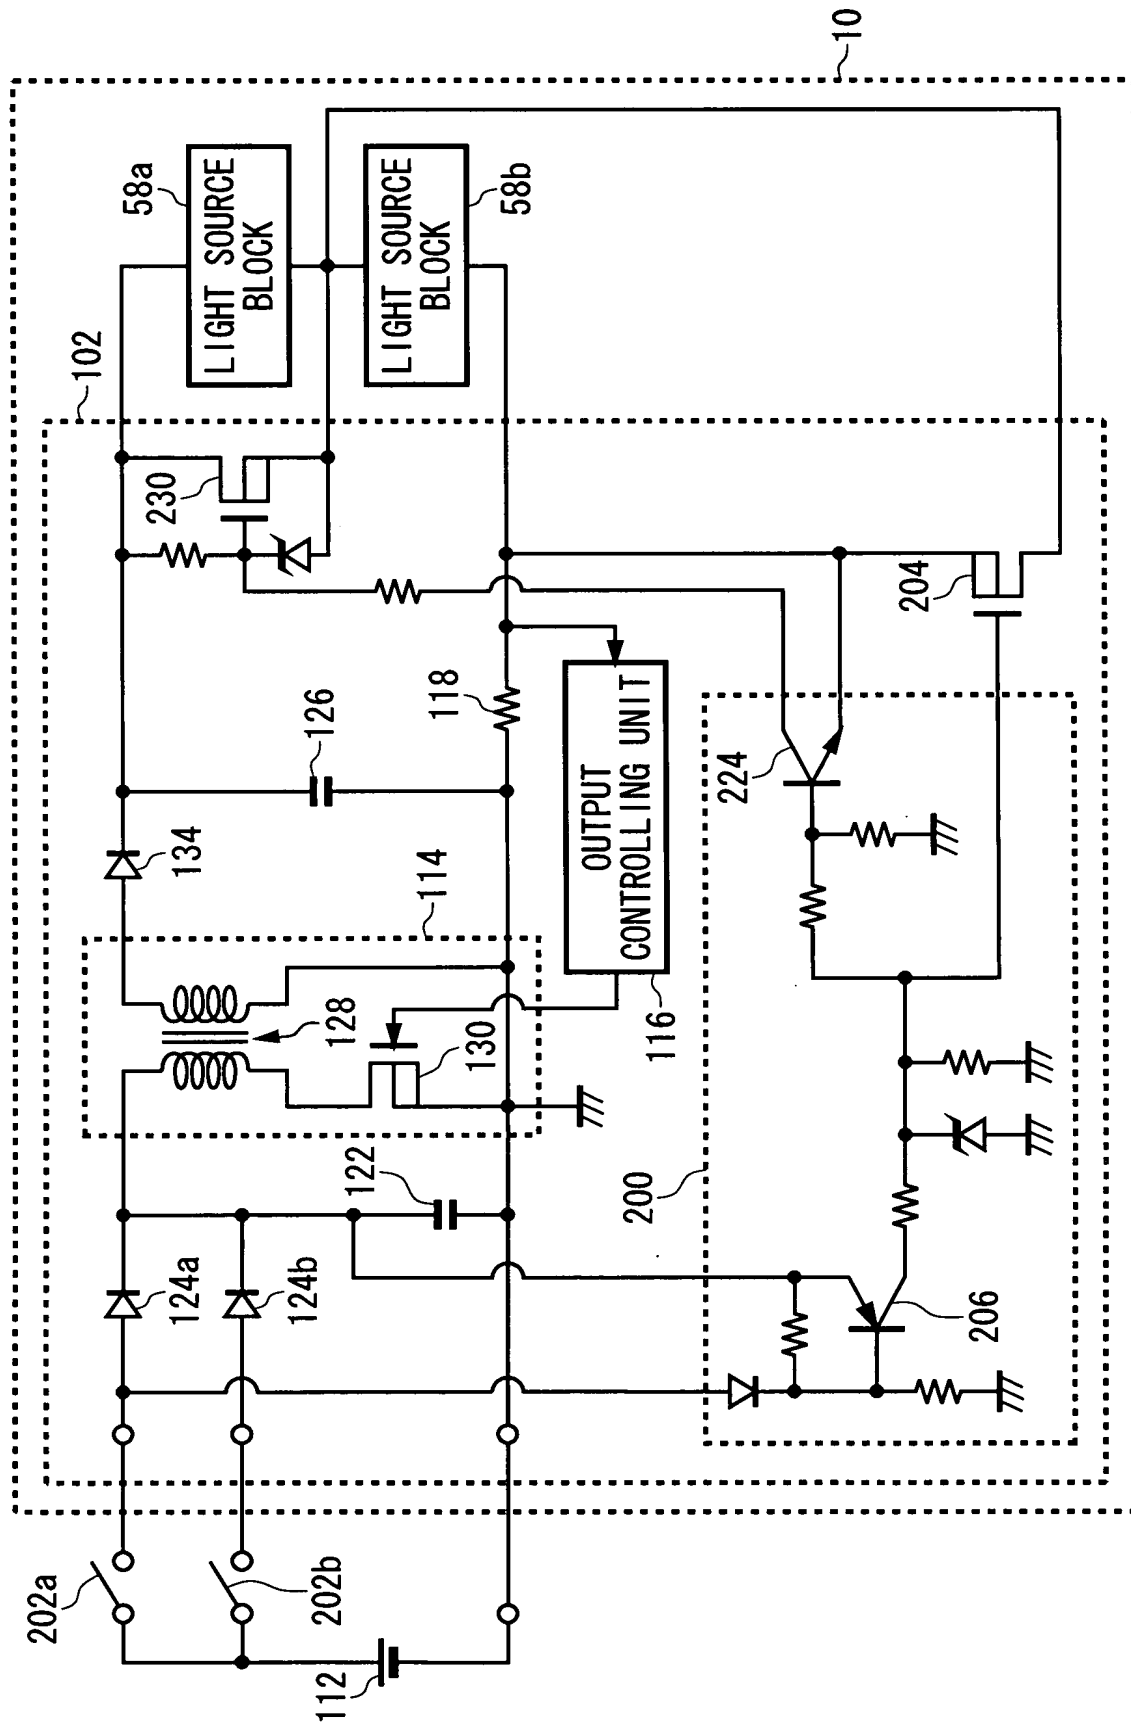 10
102
58a
LIGHT SOURCE
BLOCK
58b
LIGHT SOURCE
BLOCK
230
204
134
126
118
114
128
130
OUTPUT
CONTROLLING UNIT
116
224
124a
124b
122
200
206
202a
202b
112